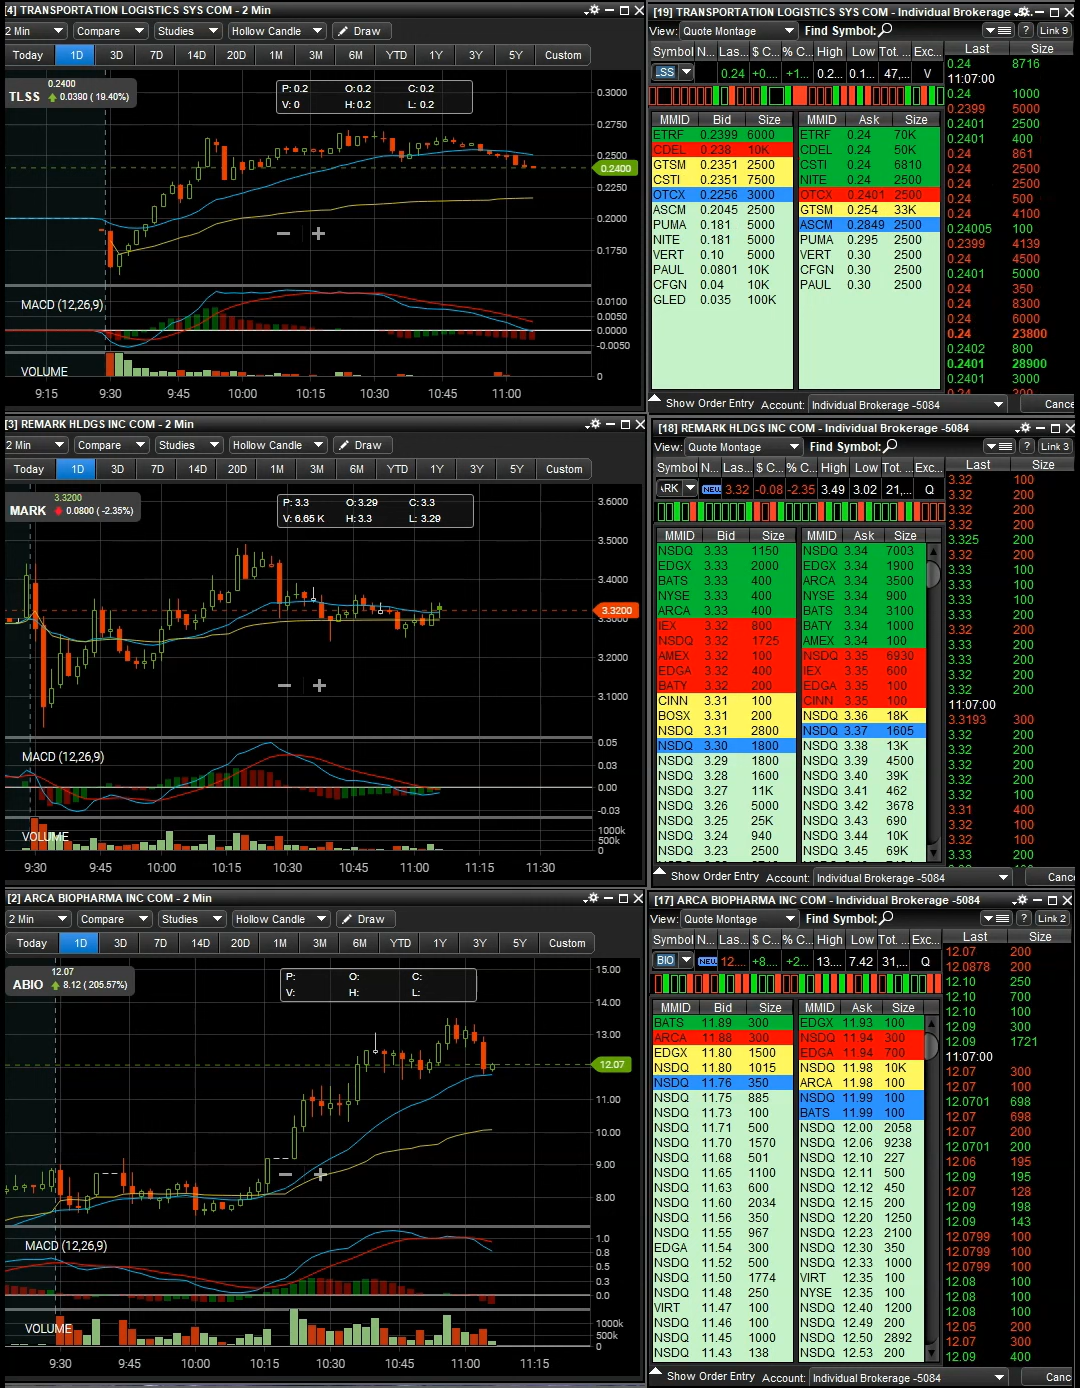 [4] TRANSPORTATION LOGISTICS SYS COM - 2 Min
2 Min Compare Studies Hollow Candle Draw
Today 1D 3D 7D 14D 20D 1M 3M 6M YTD 1Y 3Y 5Y Custom
TLSS 0.2400 0.0390 ( 19.40%)
P: 0.2 O: 0.2 C: 0.2
V: 0 H: 0.2 L: 0.2
0.3000
0.2750
0.2500
0.2400
0.2250
0.2000
0.1750
MACD (12,26,9)
0.0100
0.0050
0.0000
-0.0050
VOLUME
0
9:15 9:30 9:45 10:00 10:15 10:30 10:45 11:00
[19] TRANSPORTATION LOGISTICS SYS COM - Individual Brokerage
View: Quote Montage Find Symbol: ? Link 9
Symbol N... Las... $ C... % C... High Low Tot. ... Exc...
LSS 0.24 +0.... +1... 0.2... 0.1... 47,... V
MMID Bid Size MMID Ask Size
ETRF 0.2399 6000 ETRF 0.24 70K
CDEL 0.238 10K CDEL 0.24 50K
GTSM 0.2351 2500 CSTI 0.24 6810
CSTI 0.2351 7500 NITE 0.24 2500
OTCX 0.2256 3000 OTCX 0.2401 2500
ASCM 0.2045 2500 GTSM 0.254 33K
PUMA 0.181 5000 ASCM 0.2849 2500
NITE 0.181 5000 PUMA 0.295 2500
VERT 0.10 5000 VERT 0.30 2500
PAUL 0.0801 10K CFGN 0.30 2500
CFGN 0.04 10K PAUL 0.30 2500
GLED 0.035 100K
Last Size
0.24 8716
11:07:00
0.24 1000
0.2399 5000
0.2401 2500
0.2401 400
0.24 861
0.24 2500
0.24 2500
0.24 500
0.24 4100
0.24005 100
0.2399 4139
0.24 4500
0.2401 5000
0.24 350
0.24 8300
0.24 6000
0.24 23800
0.2402 800
0.2401 28900
0.2401 3000
Show Order Entry Account: Individual Brokerage -5084 Cance
[3] REMARK HLDGS INC COM - 2 Min
2 Min Compare Studies Hollow Candle Draw
Today 1D 3D 7D 14D 20D 1M 3M 6M YTD 1Y 3Y 5Y Custom
MARK 3.3200 0.0800 ( -2.35%)
P: 3.3 O: 3.29 C: 3.3
V: 6.65 K H: 3.3 L: 3.29
3.6000
3.5000
3.4000
3.3200
3.3000
3.2000
3.1000
MACD (12,26,9)
0.05
0.03
0.00
-0.03
VOLUME
1000k
500k
0
9:30 9:45 10:00 10:15 10:30 10:45 11:00 11:15 11:30
[18] REMARK HLDGS INC COM - Individual Brokerage -5084
View: Quote Montage Find Symbol: ? Link 3
Symbol N... Las... $ C... % C... High Low Tot. ... Exc...
ARK NEW 3.32 -0.08 -2.35 3.49 3.02 21,... Q
MMID Bid Size MMID Ask Size
NSDQ 3.33 1150 NSDQ 3.34 7003
EDGX 3.33 2000 EDGX 3.34 1900
BATS 3.33 400 ARCA 3.34 3500
NYSE 3.33 400 NYSE 3.34 900
ARCA 3.33 400 BATS 3.34 3100
IEX 3.32 800 BATY 3.34 1000
NSDQ 3.32 1725 AMEX 3.34 100
AMEX 3.32 100 NSDQ 3.35 6930
EDGA 3.32 400 IEX 3.35 600
BATY 3.32 200 EDGA 3.35 100
CINN 3.31 100 CINN 3.35 100
BOSX 3.31 200 NSDQ 3.36 18K
NSDQ 3.31 2800 NSDQ 3.37 1605
NSDQ 3.30 1800 NSDQ 3.38 13K
NSDQ 3.29 1800 NSDQ 3.39 4500
NSDQ 3.28 1600 NSDQ 3.40 39K
NSDQ 3.27 11K NSDQ 3.41 462
NSDQ 3.26 5000 NSDQ 3.42 3678
NSDQ 3.25 25K NSDQ 3.43 690
NSDQ 3.24 940 NSDQ 3.44 10K
NSDQ 3.23 2500 NSDQ 3.45 69K
Last Size
3.32 100
3.32 200
3.32 200
3.32 200
3.325 200
3.32 200
3.33 100
3.33 100
3.33 200
3.33 200
3.32 200
3.33 200
3.33 200
3.32 200
3.32 200
11:07:00
3.3193 300
3.32 200
3.32 200
3.32 200
3.32 200
3.32 100
3.31 400
3.32 100
3.32 200
3.33 200
Show Order Entry Account: Individual Brokerage -5084 Canc
[2] ARCA BIOPHARMA INC COM - 2 Min
2 Min Compare Studies Hollow Candle Draw
Today 1D 3D 7D 14D 20D 1M 3M 6M YTD 1Y 3Y 5Y Custom
ABIO 12.07 8.12 ( 205.57%)
P: O: C:
V: H: L:
15.00
14.00
13.00
12.07
11.00
10.00
9.00
8.00
MACD (12,26,9)
1.0
0.8
0.5
0.3
0.0
VOLUME
1000k
500k
0
9:30 9:45 10:00 10:15 10:30 10:45 11:00 11:15
[17] ARCA BIOPHARMA INC COM - Individual Brokerage -5084
View: Quote Montage Find Symbol: ? Link 2
Symbol N... Las... $ C... % C... High Low Tot. ... Exc...
BIO NEW 12.... +8.... +2... 13.... 7.42 31,... Q
MMID Bid Size MMID Ask Size
BATS 11.89 300 EDGX 11.93 100
ARCA 11.88 300 NSDQ 11.94 300
EDGX 11.80 1500 EDGA 11.94 700
NSDQ 11.80 1015 NSDQ 11.98 10K
NSDQ 11.76 350 ARCA 11.98 100
NSDQ 11.75 885 NSDQ 11.99 100
NSDQ 11.73 100 BATS 11.99 100
NSDQ 11.71 500 NSDQ 12.00 2058
NSDQ 11.70 1570 NSDQ 12.06 9238
NSDQ 11.68 501 NSDQ 12.10 227
NSDQ 11.65 1100 NSDQ 12.11 500
NSDQ 11.63 600 NSDQ 12.12 450
NSDQ 11.60 2034 NSDQ 12.15 200
NSDQ 11.56 350 NSDQ 12.20 1250
NSDQ 11.55 967 NSDQ 12.23 2100
EDGA 11.54 300 NSDQ 12.30 350
NSDQ 11.52 500 NSDQ 12.33 1000
NSDQ 11.50 1774 VIRT 12.35 100
NSDQ 11.48 250 NYSE 12.35 100
VIRT 11.47 100 NSDQ 12.40 1200
NSDQ 11.46 100 NSDQ 12.49 200
NSDQ 11.45 1000 NSDQ 12.50 2892
NSDQ 11.43 138 NSDQ 12.53 200
Last Size
12.07 200
12.0878 200
12.10 250
12.10 700
12.10 100
12.09 300
12.09 1721
11:07:00
12.07 300
12.07 100
12.0701 698
12.07 698
12.07 200
12.0701 200
12.06 195
12.09 195
12.07 128
12.09 198
12.09 143
12.0799 100
12.0799 100
12.0799 100
12.08 100
12.08 100
12.08 100
12.05 200
12.07 300
12.09 400
Show Order Entry Account: Individual Brokerage -5084 Canc